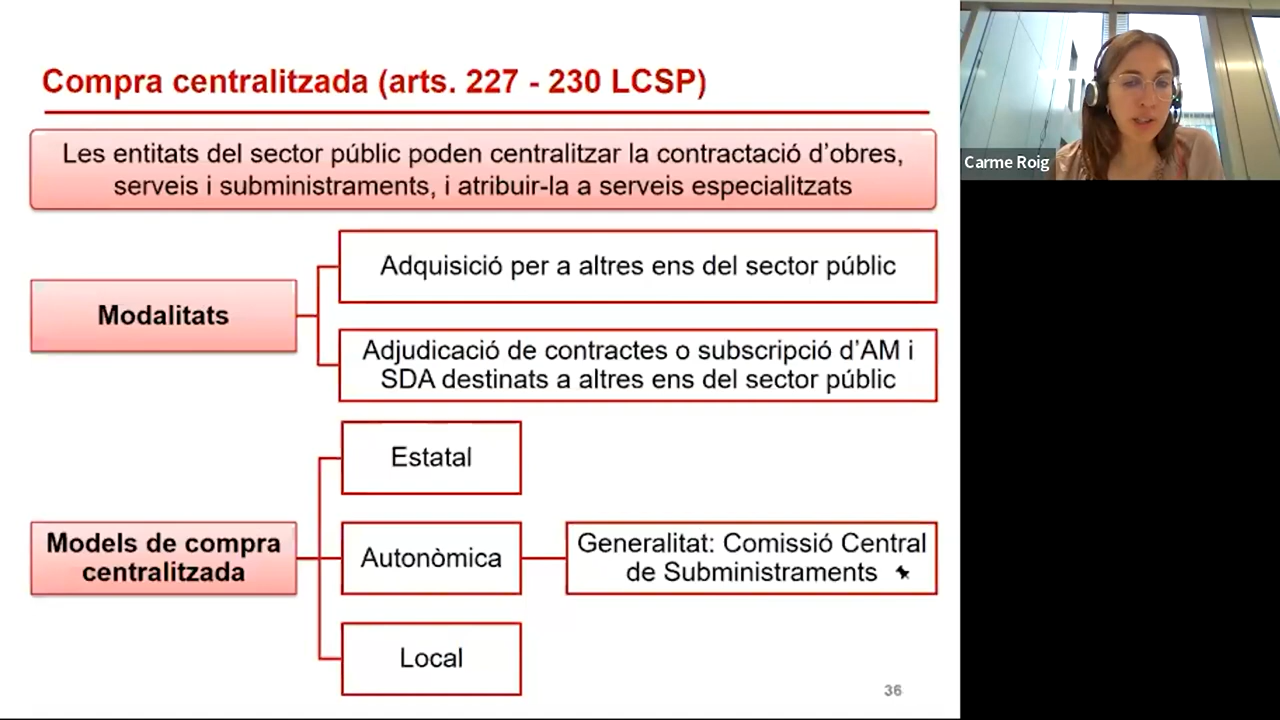 Compra centralitzada (arts. 227 - 230 LCSP)
Les entitats del sector públic poden centralitzar la contractació d’obres,
serveis i subministraments, i atribuir-la a serveis especialitzats
Modalitats
Adquisició per a altres ens del sector públic
Adjudicació de contractes o subscripció d’AM i
SDA destinats a altres ens del sector públic
Models de compra
centralitzada
Estatal
Autonòmica
Generalitat: Comissió Central
de Subministraments
Local
36
Carme Roig